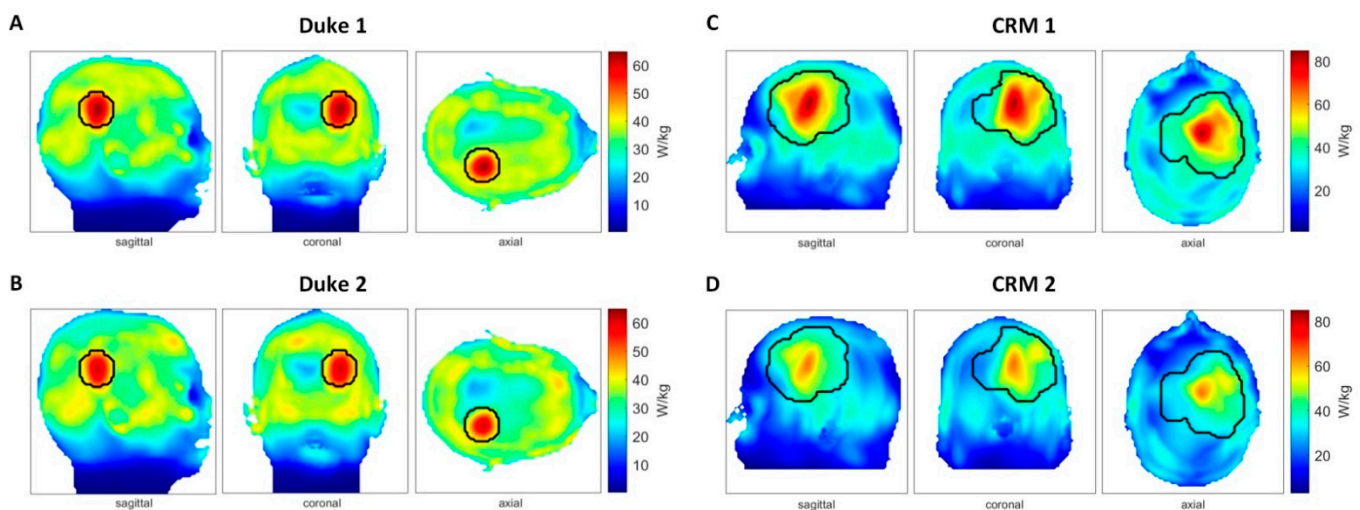 A
Duke 1
60
50
40
30
20
10
W/kg
sagittal
coronal
axial
C
CRM 1
80
60
40
20
W/kg
sagittal
coronal
axial
B
Duke 2
60
50
40
30
20
10
W/kg
sagittal
coronal
axial
D
CRM 2
80
60
40
20
W/kg
sagittal
coronal
axial